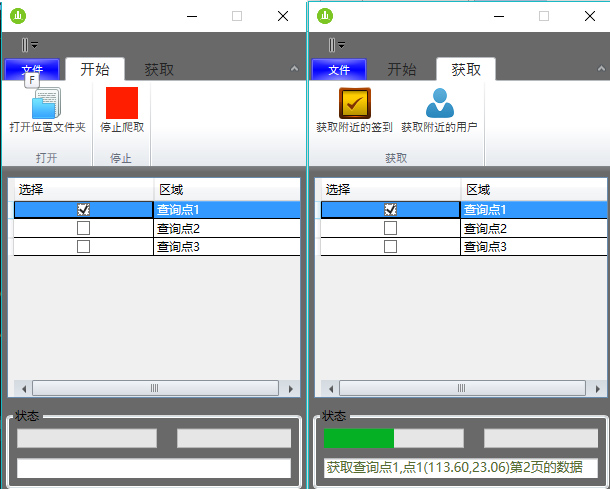 文件 开始 获取
F
打开位置文件夹 停止爬取
打开 停止
选择 区域
查询点1
查询点2
查询点3
状态
文件 开始 获取
获取附近的签到 获取附近的用户
获取
选择 区域
查询点1
查询点2
查询点3
状态
获取查询点1,点1(113.60,23.06)第2页的数据